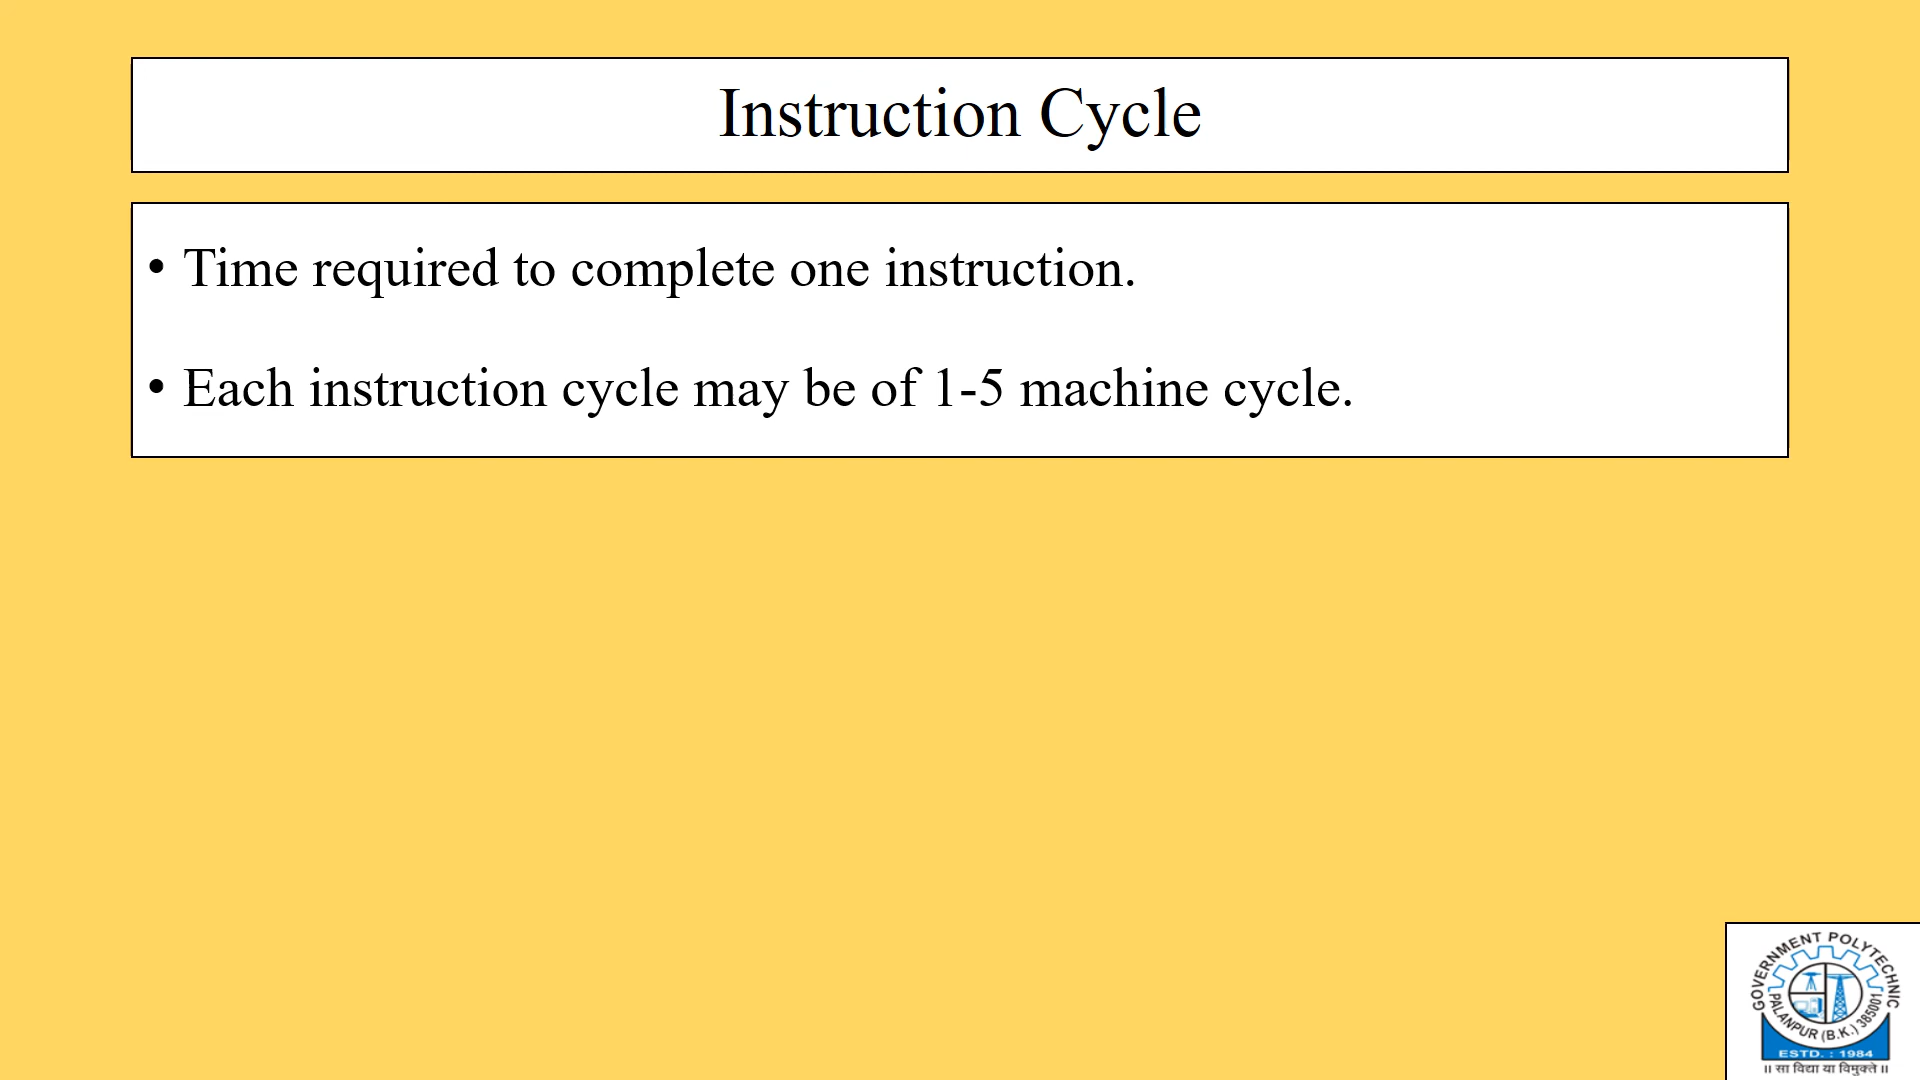 Instruction Cycle
• Time required to complete one instruction.
• Each instruction cycle may be of 1-5 machine cycle.
GOVERNMENT POLYTECHNIC
PALANPUR (B.K.) 385001
ESTD. : 1984
॥ सा विद्या या विमुक्ते ॥